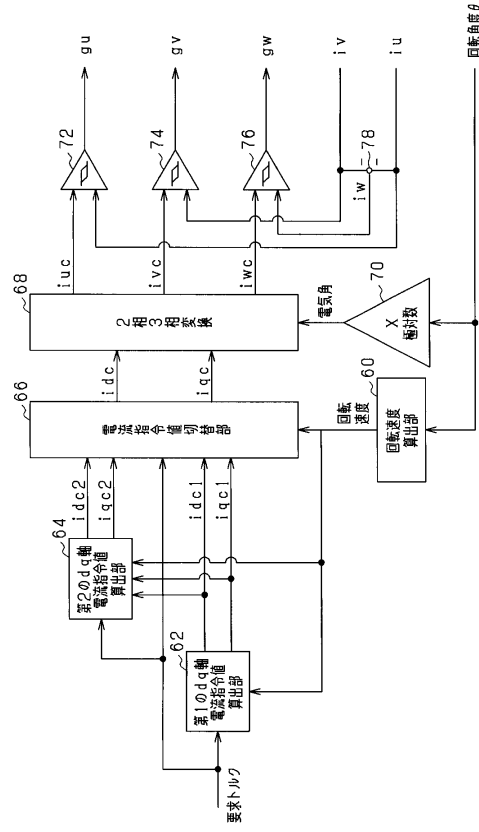 要求トルク
62
第1のdq軸
電流指令値
算出部
64
第2のdq軸
電流指令値
算出部
idc2
iqc2
idc1
iqc1
66
電流指令値切替部
idc
iqc
68
2相3相変換
iuc
ivc
iwc
72
74
76
gu
gv
gw
iv
iu
iw
78
−
−
電気角
70
×
極対数
回転
速度
60
回転速度
算出部
回転角度θ